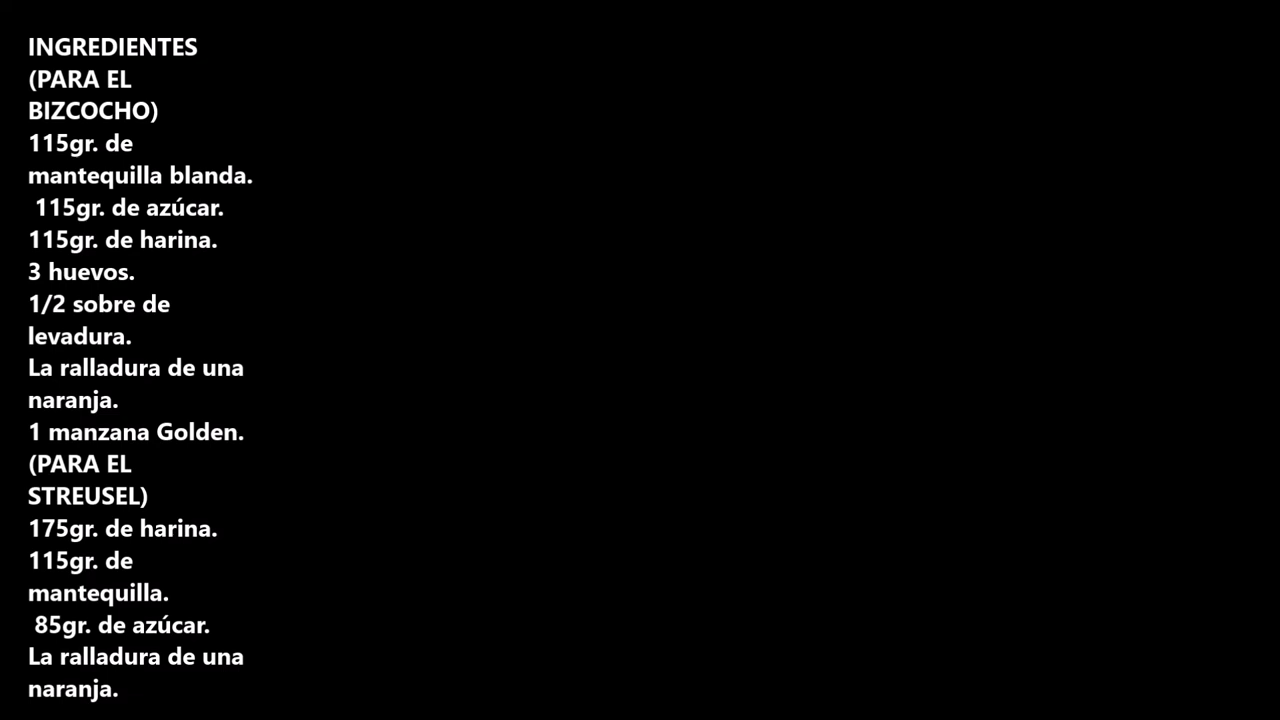 INGREDIENTES
(PARA EL
BIZCOCHO)
115gr. de
mantequilla blanda.
115gr. de azúcar.
115gr. de harina.
3 huevos.
1/2 sobre de
levadura.
La ralladura de una
naranja.
1 manzana Golden.
(PARA EL
STREUSEL)
175gr. de harina.
115gr. de
mantequilla.
85gr. de azúcar.
La ralladura de una
naranja.